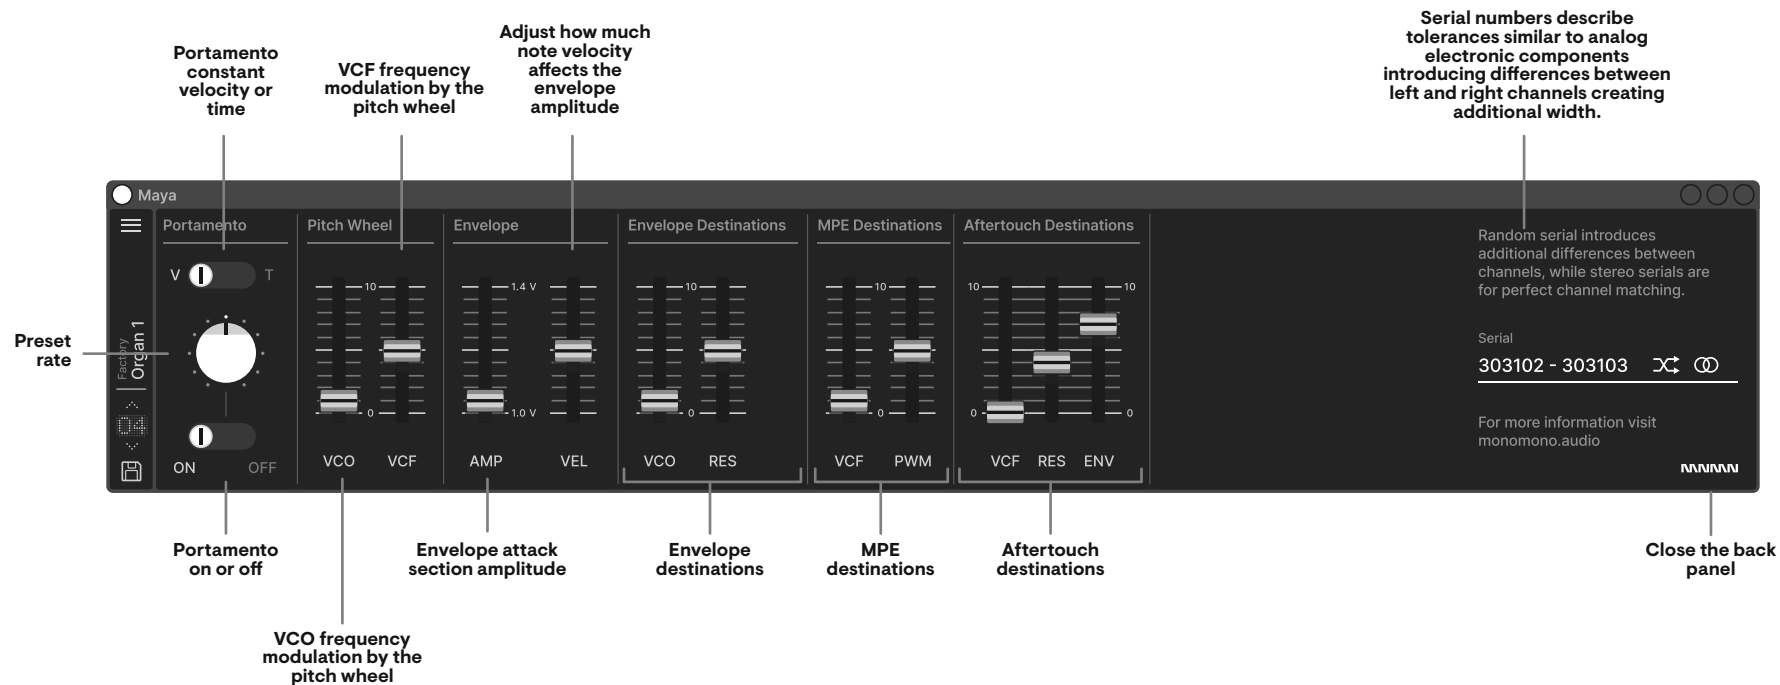 Portamento
constant
velocity or
time
VCF frequency
modulation by the
pitch wheel
Adjust how much
note velocity
affects the
envelope
amplitude
Serial numbers describe
tolerances similar to analog
electronic components
introducing differences between
left and right channels creating
additional width.
Maya
Portamento
Pitch Wheel
Envelope
Envelope Destinations
MPE Destinations
Aftertouch Destinations
Random serial introduces
additional differences between
channels, while stereo serials are
for perfect channel matching.
V T
10 1.4 V 10 10 10 10
Preset
rate
Factory
Organ 1
Serial
303102 - 303103
0 1.0 V 0 0 0 0
04
ON OFF
VCO VCF AMP VEL VCO RES VCF PWM VCF RES ENV
For more information visit
monomono.audio
Portamento
on or off
Envelope attack
section amplitude
Envelope
destinations
MPE
destinations
Aftertouch
destinations
Close the back
panel
VCO frequency
modulation by the
pitch wheel